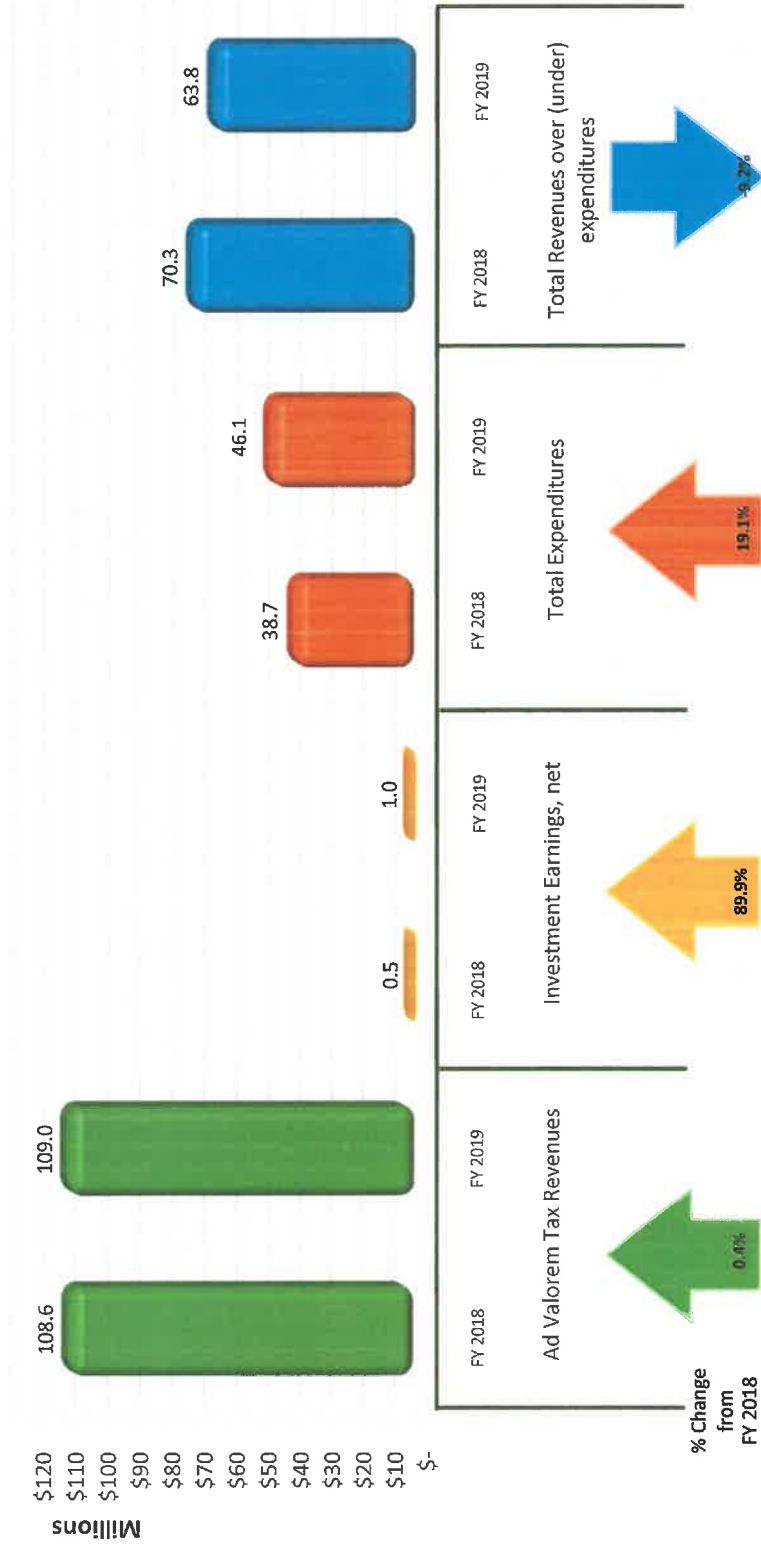 Millions
$120
$110
$100
$90
$80
$70
$60
$50
$40
$30
$20
$10
$-
108.6
109.0
0.5
1.0
38.7
46.1
70.3
63.8
FY 2018
FY 2019
FY 2018
FY 2019
FY 2018
FY 2019
FY 2018
FY 2019
Ad Valorem Tax Revenues
Investment Earnings, net
Total Expenditures
Total Revenues over (under)
expenditures
% Change
from
FY 2018
0.4%
89.9%
19.1%
-9.2%